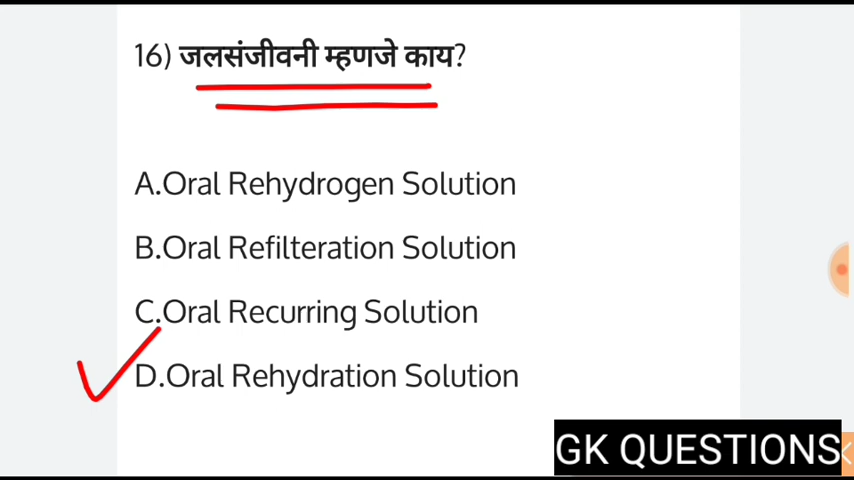 16) जलसंजीवनी म्हणजे काय?
A.Oral Rehydrogen Solution
B.Oral Refilteration Solution
C.Oral Recurring Solution
D.Oral Rehydration Solution
GK QUESTIONS